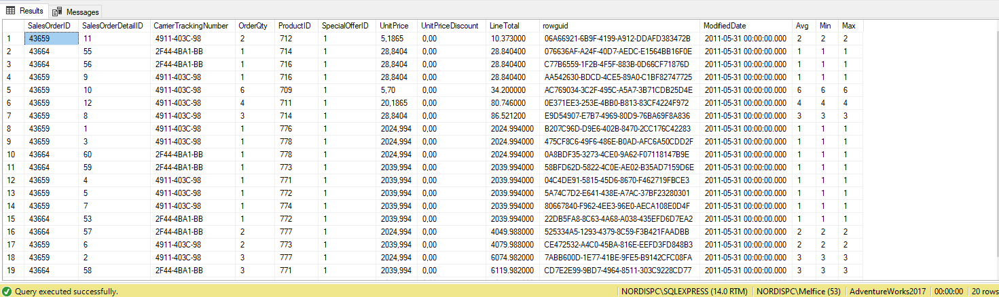 Results Messages
SalesOrderID SalesOrderDetailID CarrierTrackingNumber OrderQty ProductID SpecialOfferID UnitPrice UnitPriceDiscount LineTotal rowguid ModifiedDate Avg Min Max
1 43659 11 4911-403C-98 2 712 1 5,1865 0,00 10.373000 06A66921-6B9F-4199-A912-DDAFD383472B 2011-05-31 00:00:00.000 2 2 2
2 43664 55 2F44-4BA1-BB 1 714 1 28,8404 0,00 28.840400 076636AF-A24F-40D7-AEDC-E1564BB16F0E 2011-05-31 00:00:00.000 1 1 1
3 43664 56 2F44-4BA1-BB 1 716 1 28,8404 0,00 28.840400 C77B6559-1F2B-4F5F-883B-0D66CF71876D 2011-05-31 00:00:00.000 1 1 1
4 43659 9 4911-403C-98 1 716 1 28,8404 0,00 28.840400 AA542630-BDCD-4CE5-89A0-C1BF82747725 2011-05-31 00:00:00.000 1 1 1
5 43659 10 4911-403C-98 6 709 1 5,70 0,00 34.200000 AC769034-3C2F-495C-A5A7-3B71CDB25D4E 2011-05-31 00:00:00.000 6 6 6
6 43659 12 4911-403C-98 4 711 1 20,1865 0,00 80.746000 0E371EE3-253E-4BB0-B813-83CF4224F972 2011-05-31 00:00:00.000 4 4 4
7 43659 8 4911-403C-98 3 714 1 28,8404 0,00 86.521200 E9D54907-E7B7-4969-80D9-76BA69F8A836 2011-05-31 00:00:00.000 3 3 3
8 43659 1 4911-403C-98 1 776 1 2024,994 0,00 2024.994000 B207C96D-D9E6-402B-8470-2CC176C42283 2011-05-31 00:00:00.000 1 1 1
9 43659 3 4911-403C-98 1 778 1 2024,994 0,00 2024.994000 475CF8C6-49F6-486E-B0AD-AFC6A50CDD2F 2011-05-31 00:00:00.000 1 1 1
10 43664 60 2F44-4BA1-BB 1 778 1 2024,994 0,00 2024.994000 0A8BDF35-3273-4CE0-9A62-F07118147B9E 2011-05-31 00:00:00.000 1 1 1
11 43664 59 2F44-4BA1-BB 1 773 1 2039,994 0,00 2039.994000 58BFD62D-5822-4C0E-AE02-B35AD7159D6E 2011-05-31 00:00:00.000 1 1 1
12 43659 4 4911-403C-98 1 771 1 2039,994 0,00 2039.994000 04C4DE91-5815-45D6-8670-F462719FBCE3 2011-05-31 00:00:00.000 1 1 1
13 43659 5 4911-403C-98 1 772 1 2039,994 0,00 2039.994000 5A74C7D2-E641-438E-A7AC-37BF23280301 2011-05-31 00:00:00.000 1 1 1
14 43659 7 4911-403C-98 1 774 1 2039,994 0,00 2039.994000 80667840-F962-4EE3-96E0-AECA108E0D4F 2011-05-31 00:00:00.000 1 1 1
15 43664 53 2F44-4BA1-BB 1 772 1 2039,994 0,00 2039.994000 22DB5FA8-8C63-4A68-A038-435EFD6D7EA2 2011-05-31 00:00:00.000 1 1 1
16 43664 57 2F44-4BA1-BB 2 777 1 2024,994 0,00 4049.988000 525334A5-1293-4379-8C59-F3B421FAADBB 2011-05-31 00:00:00.000 2 2 2
17 43659 6 4911-403C-98 2 773 1 2039,994 0,00 4079.988000 CE472532-A4C0-45BA-816E-EEFD3FD848B3 2011-05-31 00:00:00.000 2 2 2
18 43659 2 4911-403C-98 3 777 1 2024,994 0,00 6074.982000 7ABB600D-1E77-41BE-9FE5-B9142CFC08FA 2011-05-31 00:00:00.000 3 3 3
19 43664 58 2F44-4BA1-BB 3 771 1 2039,994 0,00 6119.982000 CD7E2E99-9BD7-4964-8511-303C9228CD77 2011-05-31 00:00:00.000 3 3 3
Query executed successfully. NORDISPC\SQLEXPRESS (14.0 RTM) NORDISPC\Melfice (53) AdventureWorks2017 00:00:00 20 rows